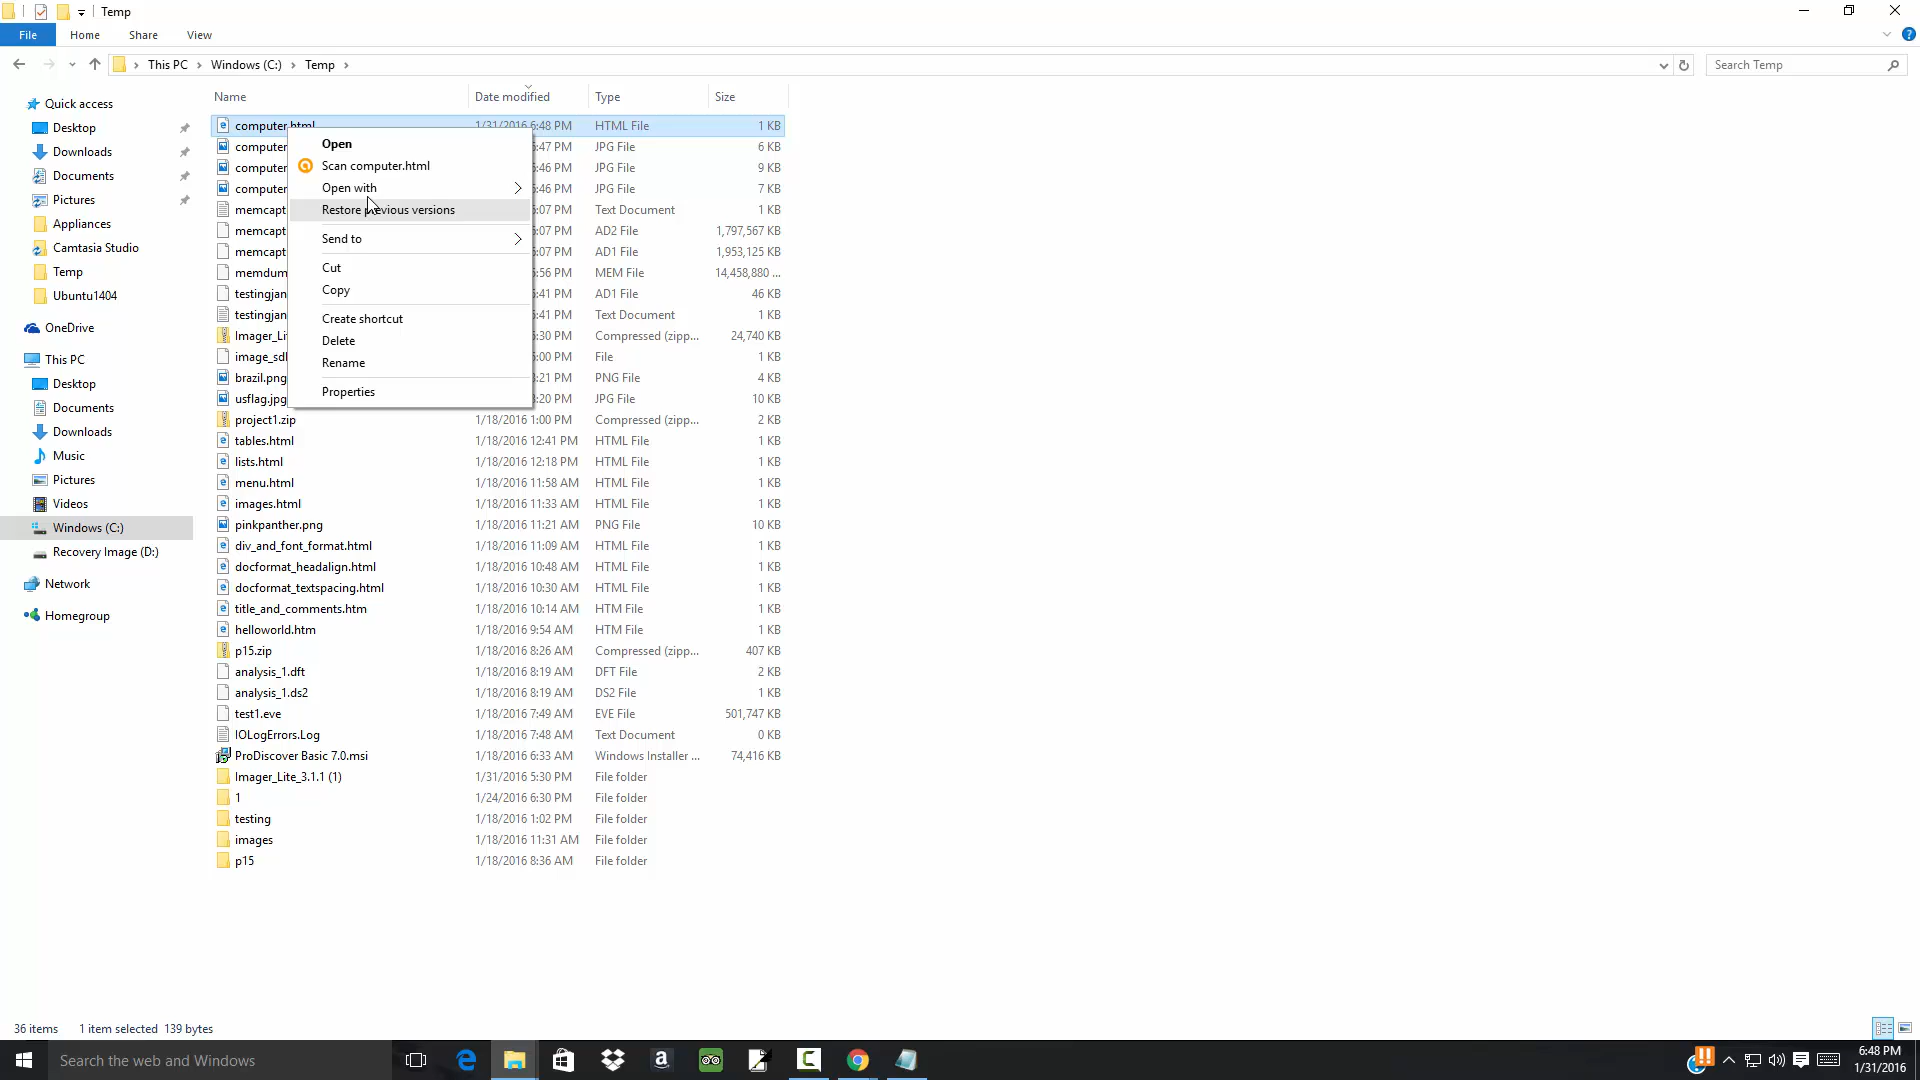 Temp
File Home Share View
This PC Windows (C:) Temp Search Temp
Name Date modified Type Size
Quick access
Desktop
Downloads
Documents
Pictures
Appliances
Camtasia Studio
Temp
Ubuntu1404
OneDrive
This PC
Desktop
Documents
Downloads
Music
Pictures
Videos
Windows (C:)
Recovery Image (D:)
Network
Homegroup
computer.html 1/31/2016 6:48 PM HTML File 1 KB
computer :47 PM JPG File 6 KB
computer :46 PM JPG File 9 KB
computer :46 PM JPG File 7 KB
memcapt :07 PM Text Document 1 KB
memcapt :07 PM AD2 File 1,797,567 KB
memcapt :07 PM AD1 File 1,953,125 KB
memdum :56 PM MEM File 14,458,880 ...
testingjan :41 PM AD1 File 46 KB
testingjan :41 PM Text Document 1 KB
Imager_Li :30 PM Compressed (zipp... 24,740 KB
image_sd :00 PM File 1 KB
brazil.png :21 PM PNG File 4 KB
usflag.jpg :20 PM JPG File 10 KB
project1.zip 1/18/2016 1:00 PM Compressed (zipp... 2 KB
tables.html 1/18/2016 12:41 PM HTML File 1 KB
lists.html 1/18/2016 12:18 PM HTML File 1 KB
menu.html 1/18/2016 11:58 AM HTML File 1 KB
images.html 1/18/2016 11:33 AM HTML File 1 KB
pinkpanther.png 1/18/2016 11:21 AM PNG File 10 KB
div_and_font_format.html 1/18/2016 11:09 AM HTML File 1 KB
docformat_headalign.html 1/18/2016 10:48 AM HTML File 1 KB
docformat_textspacing.html 1/18/2016 10:30 AM HTML File 1 KB
title_and_comments.htm 1/18/2016 10:14 AM HTM File 1 KB
helloworld.htm 1/18/2016 9:54 AM HTM File 1 KB
p15.zip 1/18/2016 8:26 AM Compressed (zipp... 407 KB
analysis_1.dft 1/18/2016 8:19 AM DFT File 2 KB
analysis_1.ds2 1/18/2016 8:19 AM DS2 File 1 KB
test1.eve 1/18/2016 7:49 AM EVE File 501,747 KB
IOLogErrors.Log 1/18/2016 7:48 AM Text Document 0 KB
ProDiscover Basic 7.0.msi 1/18/2016 6:33 AM Windows Installer ... 74,416 KB
Imager_Lite_3.1.1 (1) 1/31/2016 5:30 PM File folder
1 1/24/2016 6:30 PM File folder
testing 1/18/2016 1:02 PM File folder
images 1/18/2016 11:31 AM File folder
p15 1/18/2016 8:36 AM File folder
Open
Scan computer.html
Open with
Restore previous versions
Send to
Cut
Copy
Create shortcut
Delete
Rename
Properties
36 items 1 item selected 139 bytes
Search the web and Windows
6:48 PM
1/31/2016